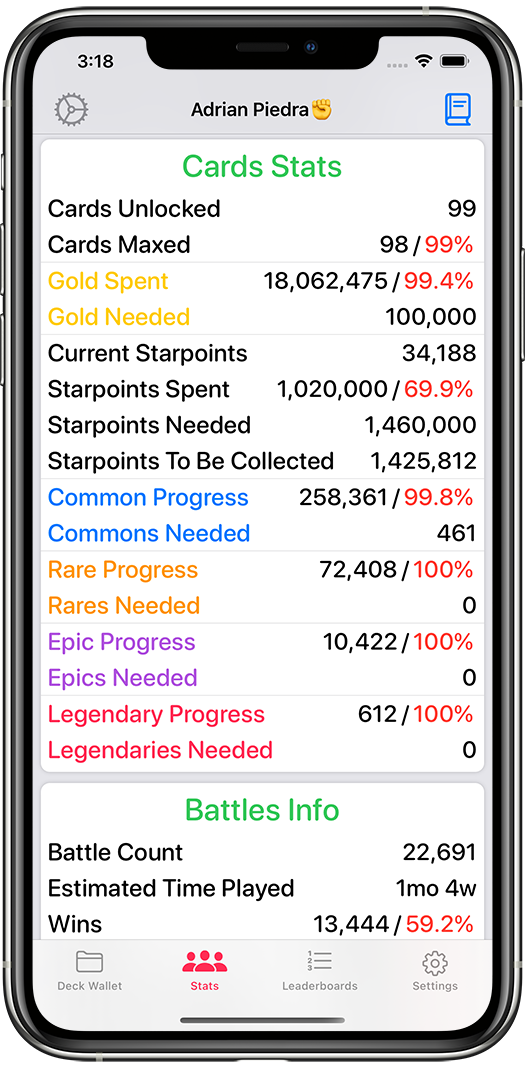 3:18
Adrian Piedra✊
Cards Stats
Cards Unlocked 99
Cards Maxed 98/99%
Gold Spent 18,062,475/99.4%
Gold Needed 100,000
Current Starpoints 34,188
Starpoints Spent 1,020,000/69.9%
Starpoints Needed 1,460,000
Starpoints To Be Collected 1,425,812
Common Progress 258,361/99.8%
Commons Needed 461
Rare Progress 72,408/100%
Rares Needed 0
Epic Progress 10,422/100%
Epics Needed 0
Legendary Progress 612/100%
Legendaries Needed 0
Battles Info
Battle Count 22,691
Estimated Time Played 1mo 4w
Wins 13,444/59.2%
Deck Wallet Stats Leaderboards Settings